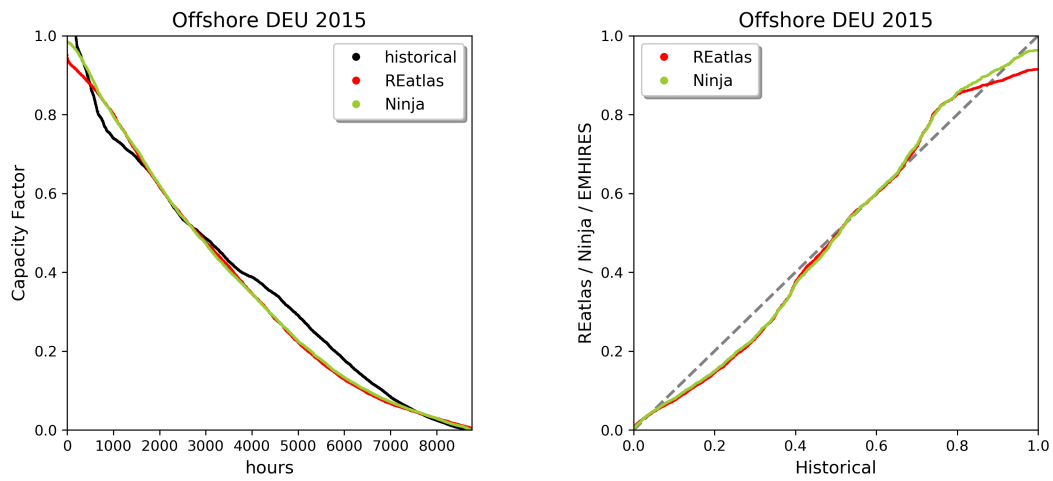 Offshore DEU 2015
1.0
0.8
0.6
0.4
0.2
0.0
Capacity Factor
historical
REatlas
Ninja
0 1000 2000 3000 4000 5000 6000 7000 8000
hours
Offshore DEU 2015
1.0
0.8
0.6
0.4
0.2
0.0
REatlas / Ninja / EMHIRES
REatlas
Ninja
0.0 0.2 0.4 0.6 0.8 1.0
Historical